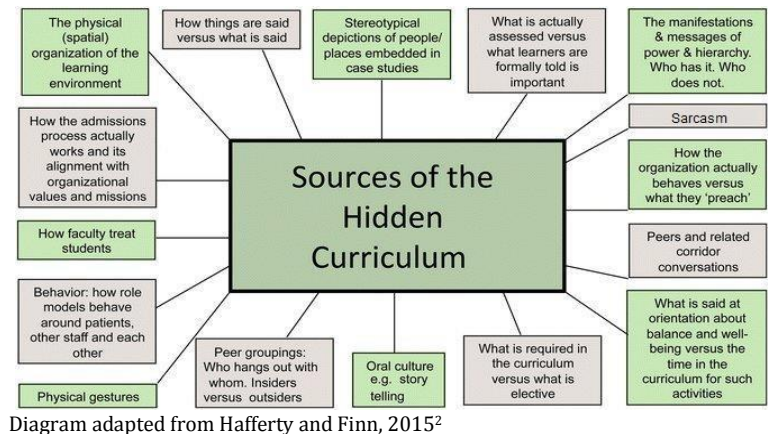 The physical
(spatial)
organization of the
learning
environment
How things are said
versus what is said
Stereotypical
depictions of people/
places embedded in
case studies
What is actually
assessed versus
what learners are
formally told is
important
The manifestations
& messages of
power & hierarchy.
Who has it. Who
does not.
How the admissions
process actually
works and its
alignment with
organizational
values and missions
Sarcasm
How the
organization actually
behaves versus
what they ‘preach’
Sources of the
Hidden
Curriculum
How faculty treat
students
Peers and related
corridor
conversations
Behavior: how role
models behave
around patients,
other staff and each
other
What is said at
orientation about
balance and well-
being versus the
time in the
curriculum for such
activities
Physical gestures
Peer groupings:
Who hangs out with
whom. Insiders
versus outsiders
Oral culture
e.g. story
telling
What is required in
the curriculum
versus what is
elective
Diagram adapted from Hafferty and Finn, 2015²